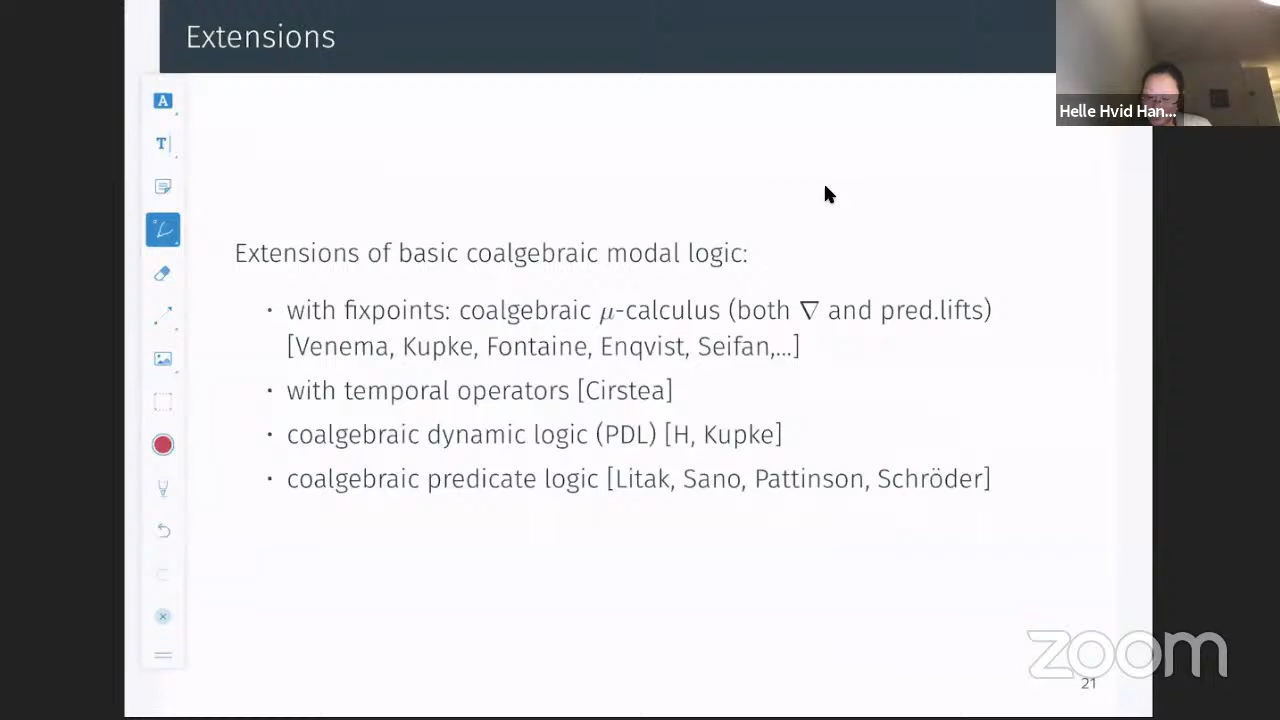 Extensions
Helle Hvid Han...
A
T
Extensions of basic coalgebraic modal logic:
· with fixpoints: coalgebraic μ-calculus (both ∇ and pred.lifts)
[Venema, Kupke, Fontaine, Enqvist, Seifan,...]
· with temporal operators [Cirstea]
· coalgebraic dynamic logic (PDL) [H, Kupke]
· coalgebraic predicate logic [Litak, Sano, Pattinson, Schröder]
zoom
21